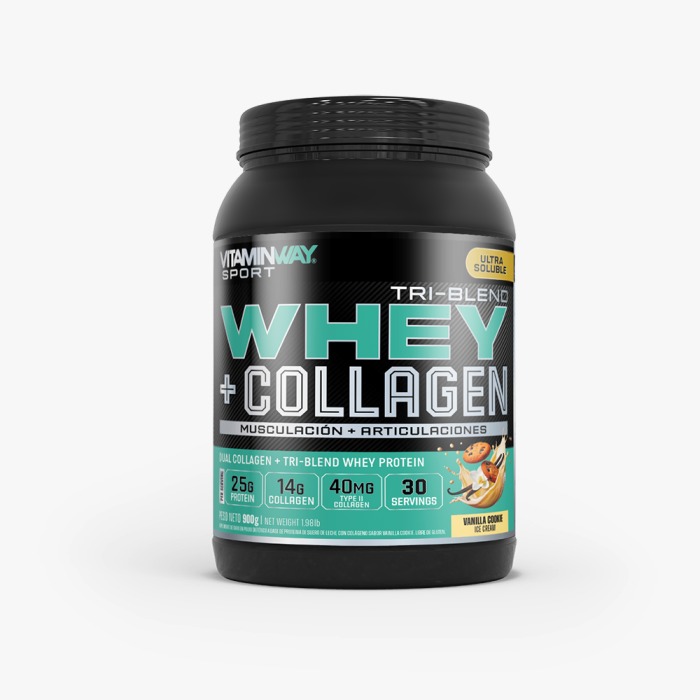 VITAMINWAY®
SPORT
ULTRA
SOLUBLE
TRI-BLEND
WHEY
+ COLLAGEN
MUSCULACIÓN + ARTICULACIONES
DUAL COLLAGEN + TRI-BLEND WHEY PROTEIN
25G
PROTEIN
14G
COLLAGEN
40MG
TYPE II
COLLAGEN
30
SERVINGS
PESO NETO 900g | NET WEIGHT 1.98lb
VANILLA COOKIE
ICE CREAM